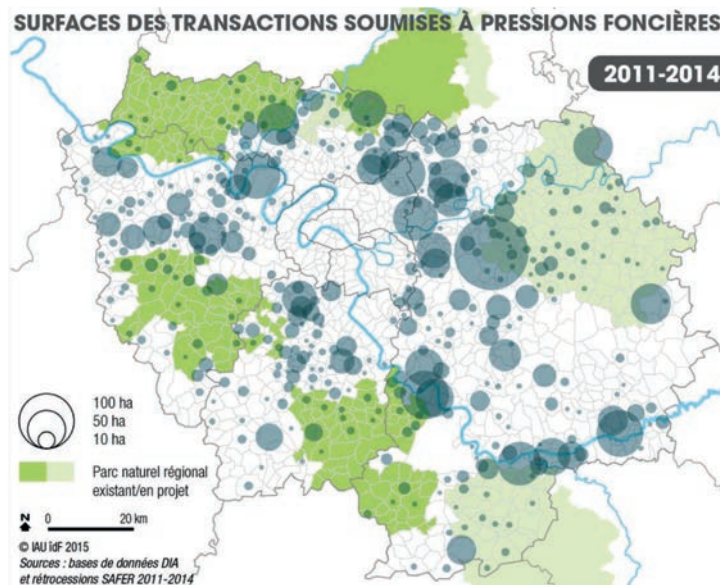 SURFACES DES TRANSACTIONS SOUMISES À PRESSIONS FONCIÈRES
2011-2014
100 ha
50 ha
10 ha
Parc naturel régional
existant/en projet
N 0 20 km
© IAU îdF 2015
Sources : bases de données DIA
et rétrocessions SAFER 2011-2014